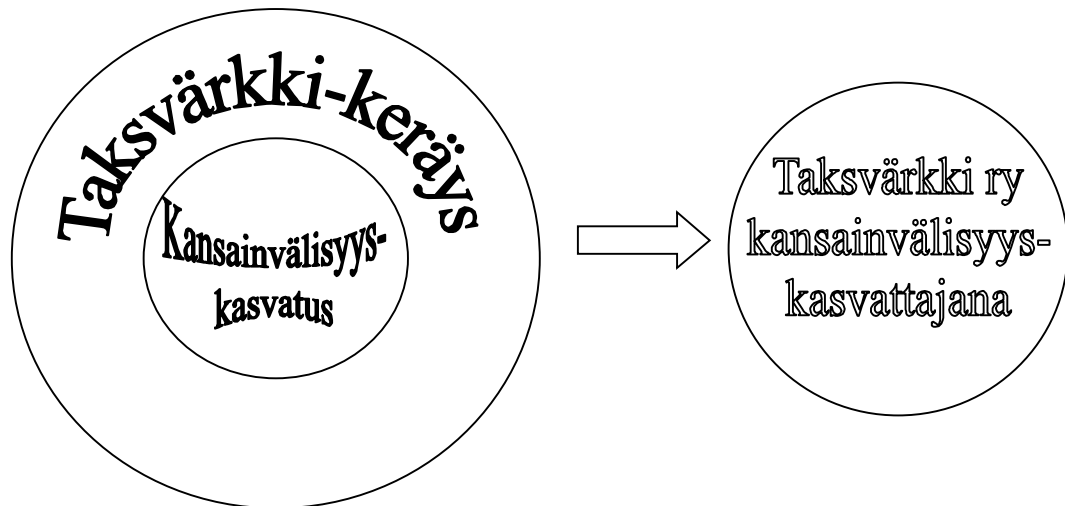 Taksvärkki-keräys
Kansainvälisyys-
kasvatus
Taksvärkki ry
kansainvälisyys-
kasvattajana